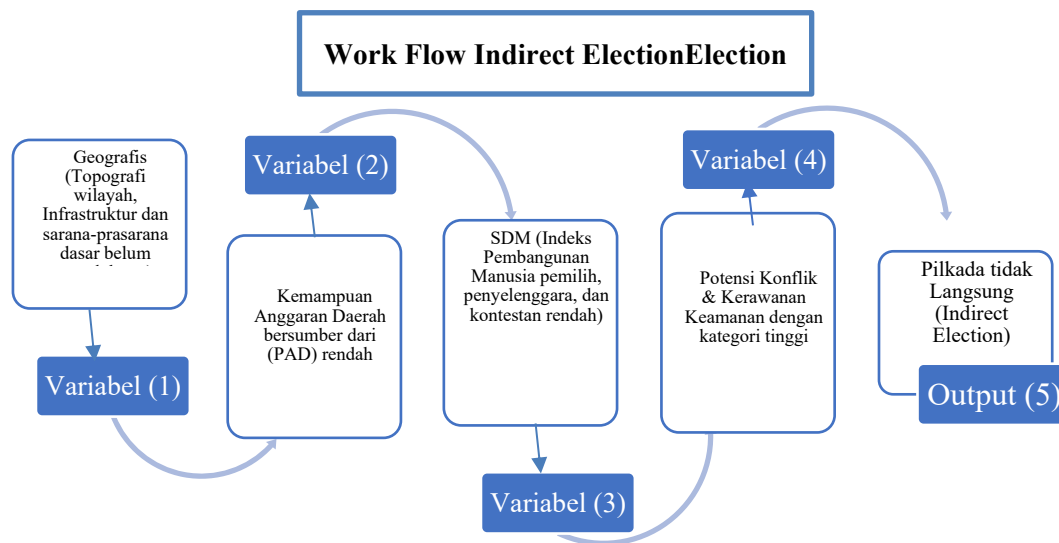 Work Flow Indirect ElectionElection
Geografis
(Topografi
wilayah,
Infrastruktur dan
sarana-prasarana
dasar belum
Variabel (1)
Variabel (2)
Kemampuan
Anggaran Daerah
bersumber dari
(PAD) rendah
SDM (Indeks
Pembangunan
Manusia pemilih,
penyelenggara, dan
kontestan rendah)
Variabel (3)
Variabel (4)
Potensi Konflik
& Kerawanan
Keamanan dengan
kategori tinggi
Pilkada tidak
Langsung
(Indirect
Election)
Output (5)